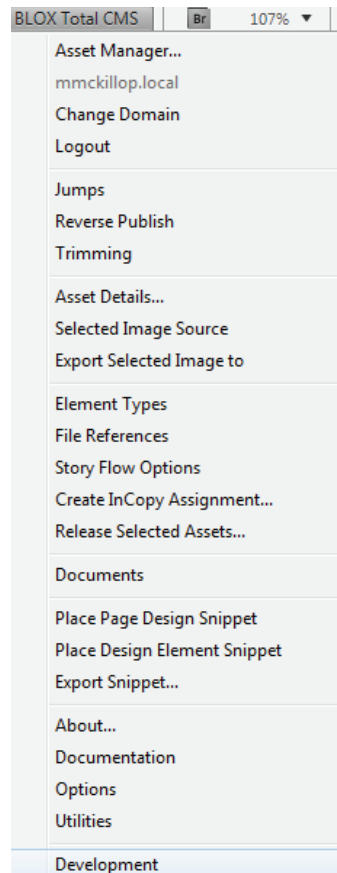 BLOX Total CMS Br 107% ▼
Asset Manager...
mmckillop.local
Change Domain
Logout
Jumps
Reverse Publish
Trimming
Asset Details...
Selected Image Source
Export Selected Image to
Element Types
File References
Story Flow Options
Create InCopy Assignment...
Release Selected Assets...
Documents
Place Page Design Snippet
Place Design Element Snippet
Export Snippet...
About...
Documentation
Options
Utilities
Development